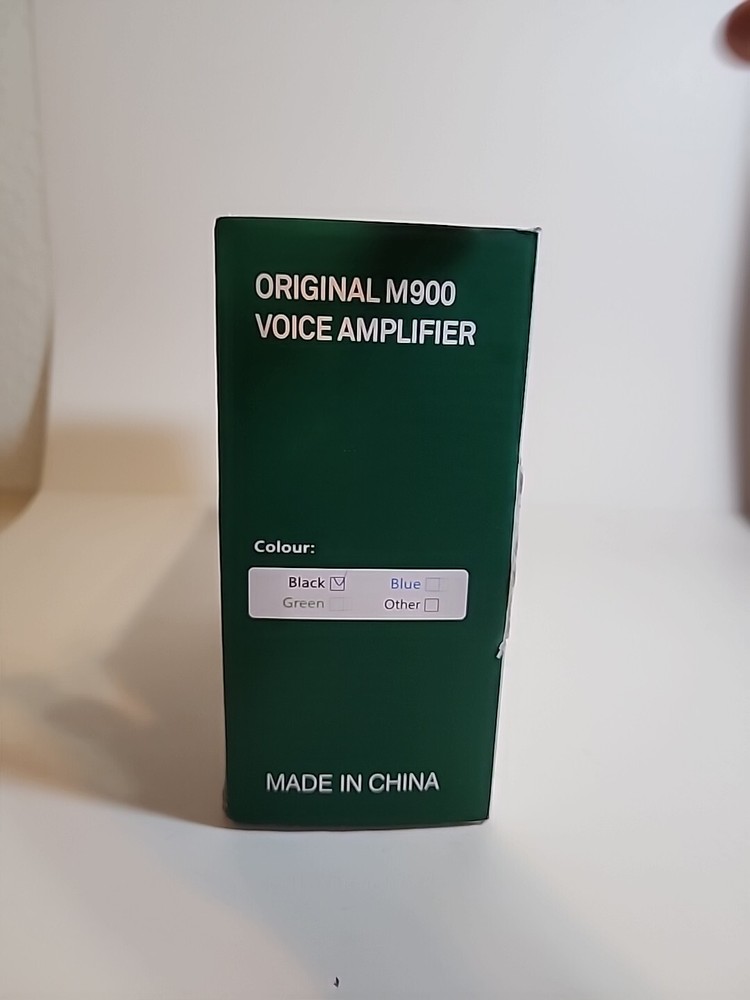 ORIGINAL M900
VOICE AMPLIFIER
Colour:
Black ☑ Blue ☐
Green ☐ Other ☐
MADE IN CHINA